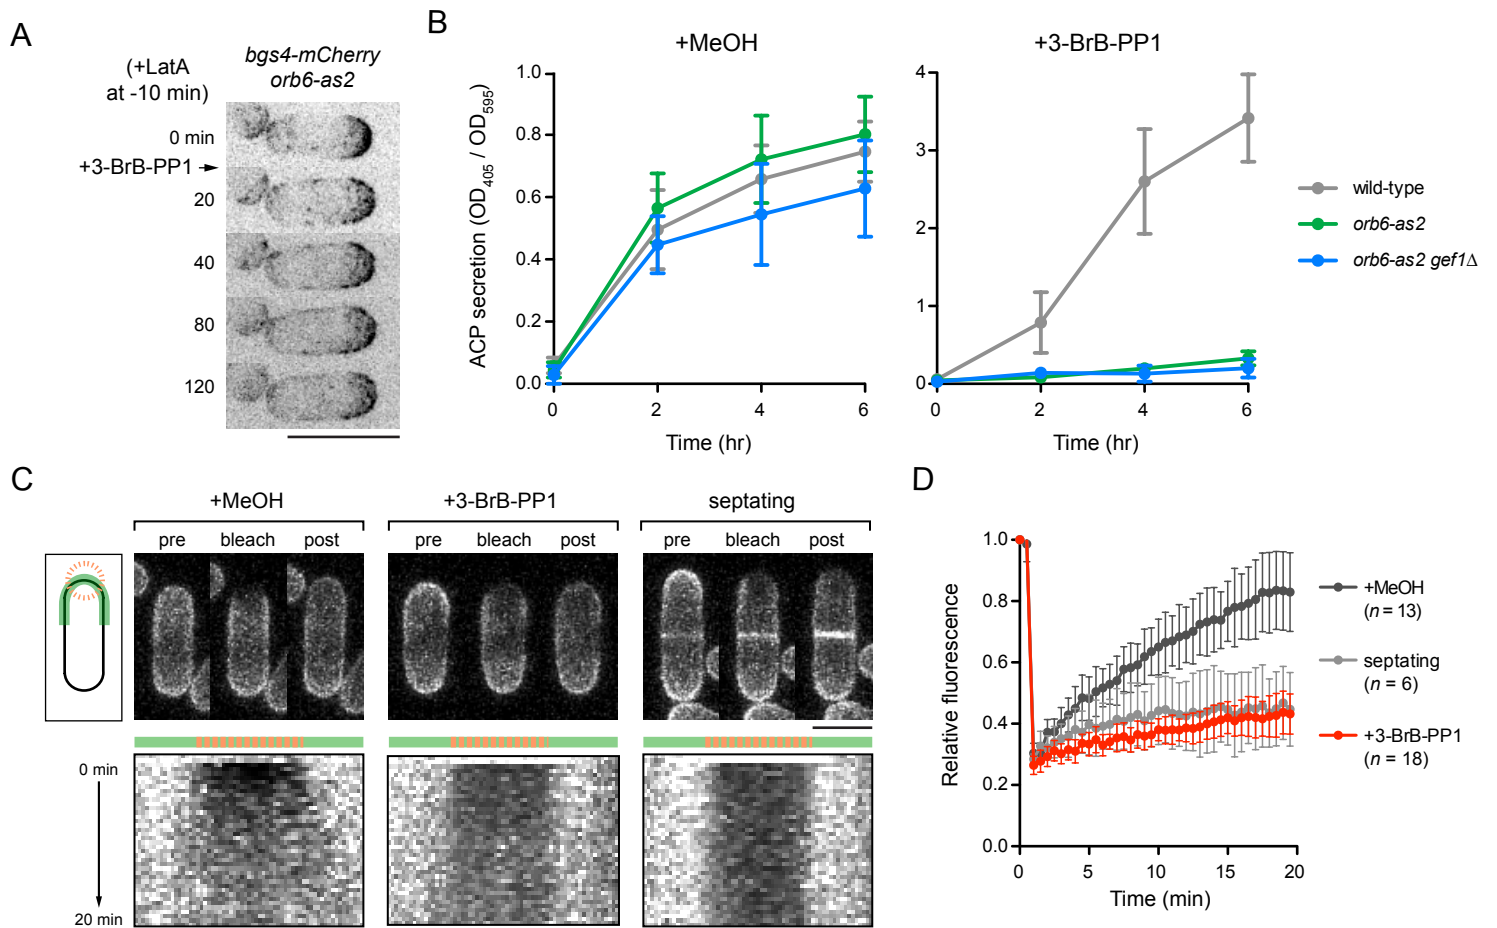 A
(+LatA
at -10 min)
bgs4-mCherry
orb6-as2
0 min
+3-BrB-PP1
20
40
80
120
B
+MeOH
ACP secretion (OD405 / OD595)
1.0
0.8
0.6
0.4
0.2
0.0
0 2 4 6
Time (hr)
+3-BrB-PP1
4
3
2
1
0
0 2 4 6
Time (hr)
wild-type
orb6-as2
orb6-as2 gef1Δ
C
+MeOH
pre bleach post
+3-BrB-PP1
pre bleach post
septating
pre bleach post
0 min
20 min
D
Relative fluorescence
1.0
0.8
0.6
0.4
0.2
0.0
0 5 10 15 20
Time (min)
+MeOH
(n = 13)
septating
(n = 6)
+3-BrB-PP1
(n = 18)